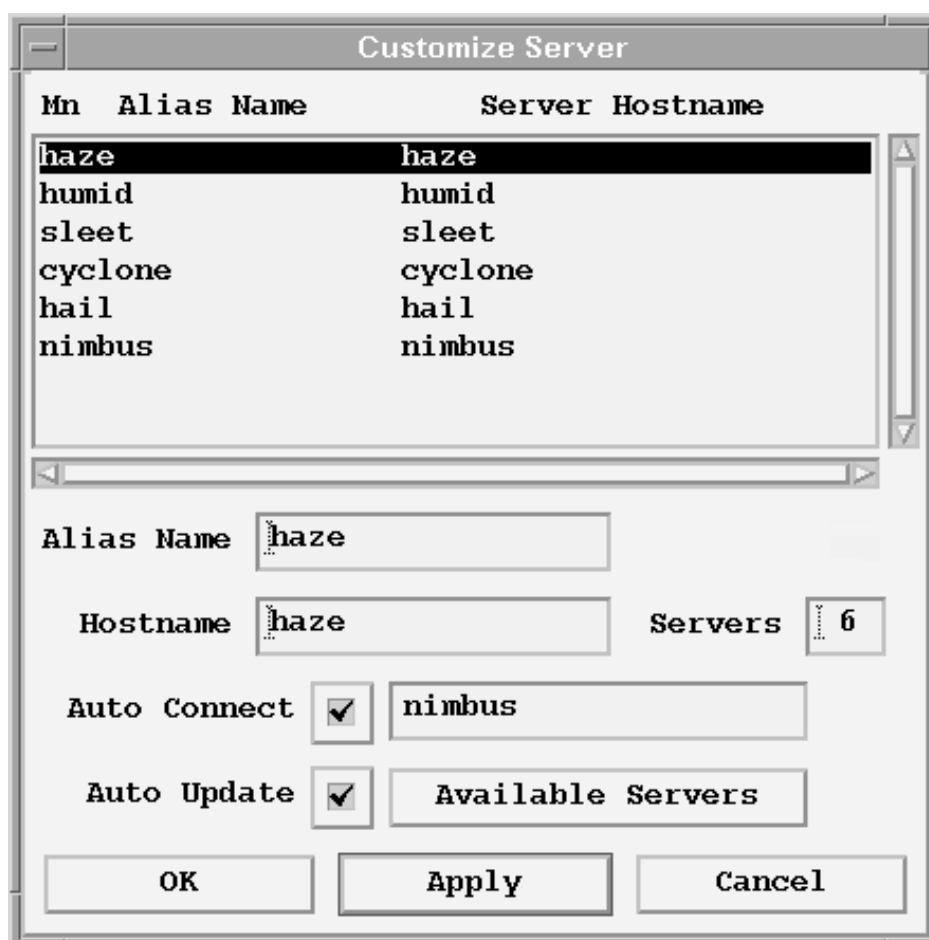 Customize Server
Mn Alias Name Server Hostname
haze haze
humid humid
sleet sleet
cyclone cyclone
hail hail
nimbus nimbus
Alias Name haze
Hostname haze Servers 6
Auto Connect nimbus
Auto Update Available Servers
OK Apply Cancel